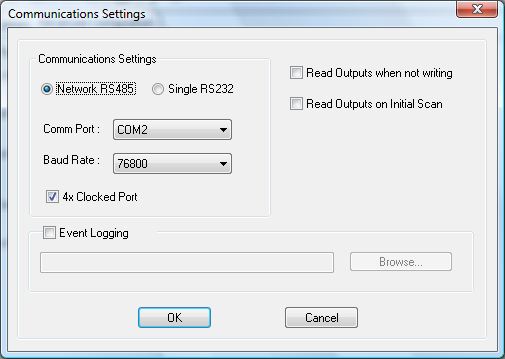 Communications Settings
Communications Settings
Network RS485 Single RS232
Comm Port : COM2
Baud Rate : 76800
4x Clocked Port
Read Outputs when not writing
Read Outputs on Initial Scan
Event Logging
Browse...
OK Cancel